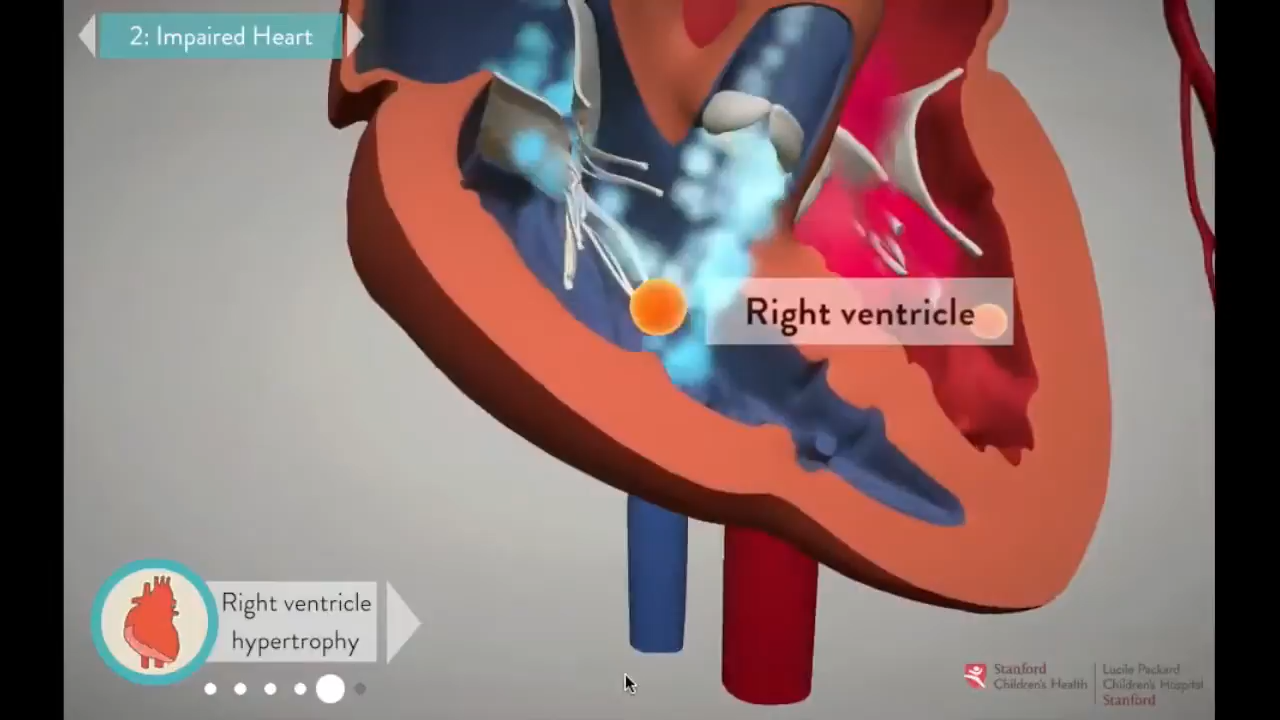 2: Impaired Heart
Right ventricle
Right ventricle
hypertrophy
Stanford
Children's Health
Lucile Packard
Children's Hospital
Stanford